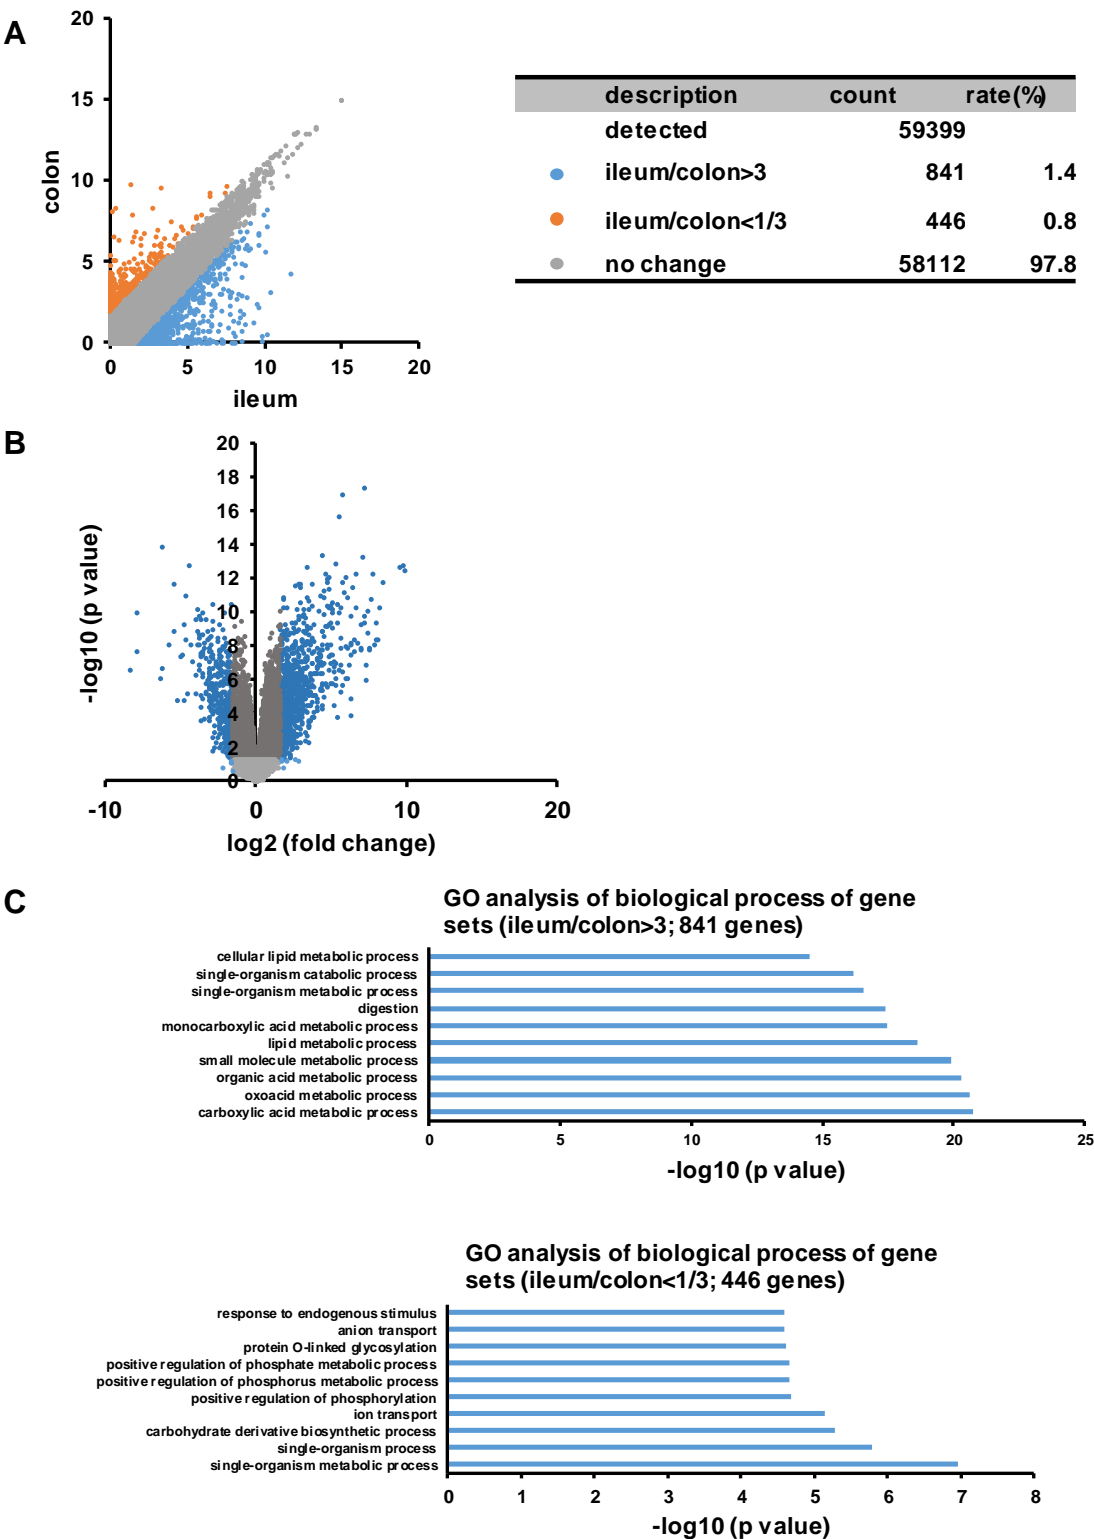 A
20
15
10
5
0
colon
0 5 10 15 20
ileum
description count rate(%)
detected 59399
ileum/colon>3 841 1.4
ileum/colon<1/3 446 0.8
no change 58112 97.8
B
20
18
16
14
12
10
8
6
4
2
0
-log10 (p value)
-10 0 10 20
log2 (fold change)
C
GO analysis of biological process of gene
sets (ileum/colon>3; 841 genes)
cellular lipid metabolic process
single-organism catabolic process
single-organism metabolic process
digestion
monocarboxylic acid metabolic process
lipid metabolic process
small molecule metabolic process
organic acid metabolic process
oxoacid metabolic process
carboxylic acid metabolic process
0 5 10 15 20 25
-log10 (p value)
GO analysis of biological process of gene
sets (ileum/colon<1/3; 446 genes)
response to endogenous stimulus
anion transport
protein O-linked glycosylation
positive regulation of phosphate metabolic process
positive regulation of phosphorus metabolic process
positive regulation of phosphorylation
ion transport
carbohydrate derivative biosynthetic process
single-organism process
single-organism metabolic process
0 1 2 3 4 5 6 7 8
-log10 (p value)